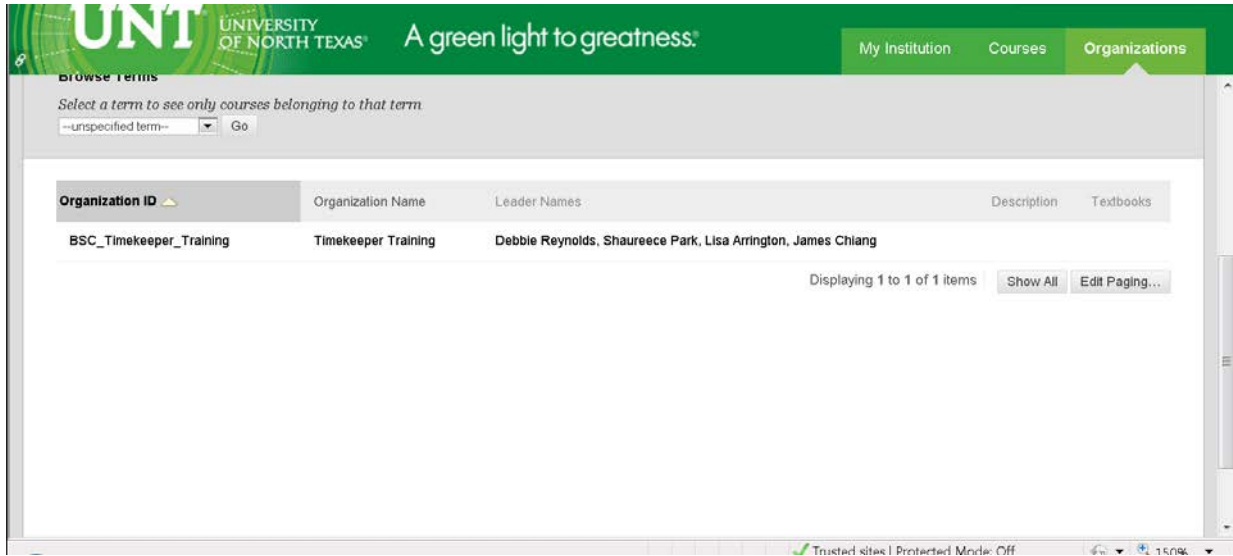 UNT UNIVERSITY
OF NORTH TEXAS®
A green light to greatness.®
My Institution Courses Organizations
Browse Terms
Select a term to see only courses belonging to that term
--unspecified term-- Go
Organization ID Organization Name Leader Names Description Textbooks
BSC_Timekeeper_Training Timekeeper Training Debbie Reynolds, Shaureece Park, Lisa Arrington, James Chiang
Displaying 1 to 1 of 1 items Show All Edit Paging...
Trusted sites | Protected Mode: Off 150%